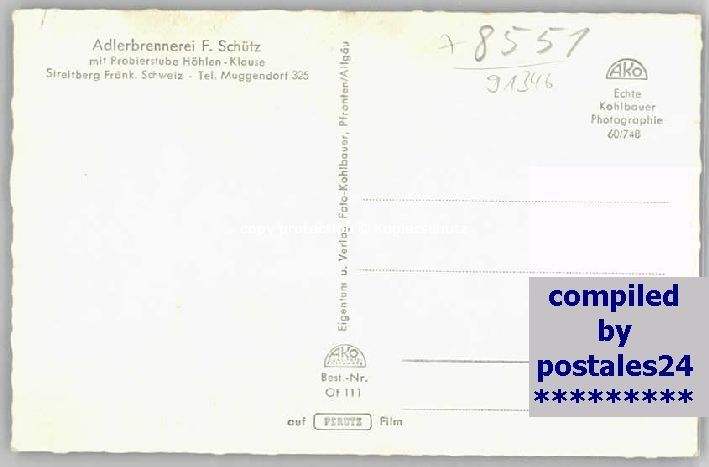 Adlerbrennerei F. Schütz
mit Probierstube Höhlen-Klause
Streitberg Fränk. Schweiz - Tel. Muggendorf 325
Eigentum u. Verlag Foto-Kohlbauer, Pfronten/Allgäu
AKo
Best.-Nr.
Of 111
auf PERUTZ Film
8551
91346
AKo
Echte
Kohlbauer
Photographie
60/748
copy protection © Kopierschutz
compiled
by
postales24
*********